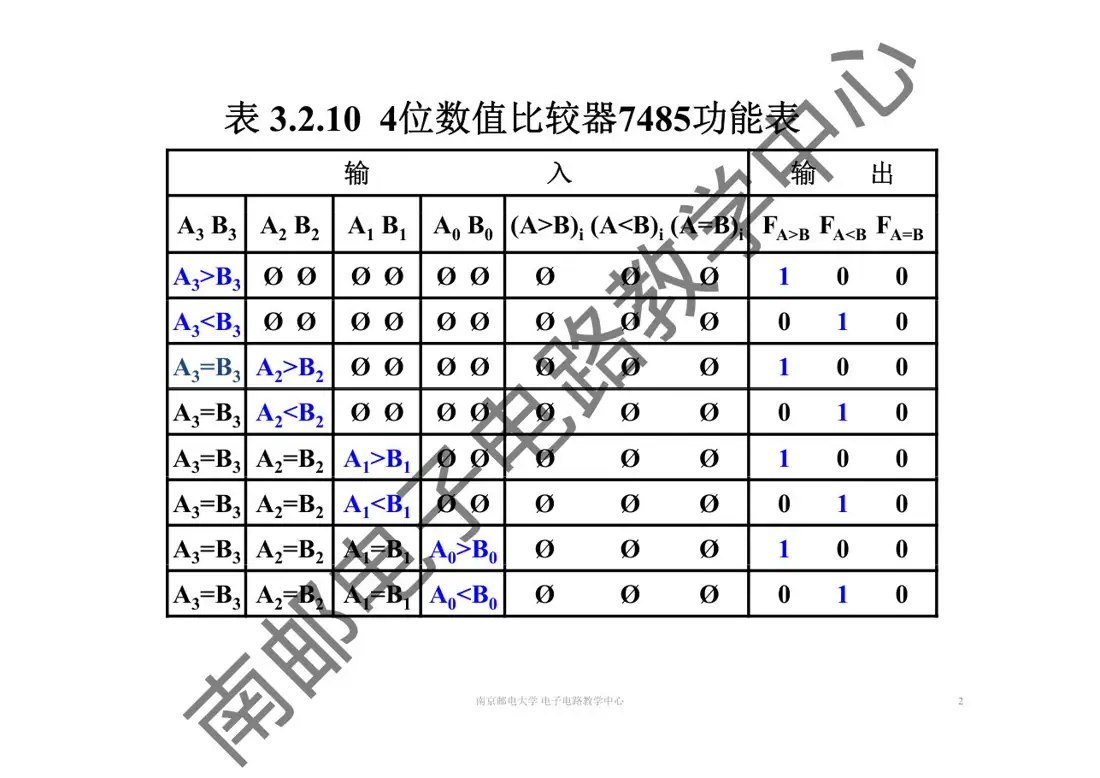 表 3.2.10 4位数值比较器7485功能表
输 入 输 出
A3 B3 A2 B2 A1 B1 A0 B0 (A>B)i (A<B)i (A=B)i FA>B FA<B FA=B
A3>B3 Ø Ø Ø Ø Ø Ø Ø Ø Ø 1 0 0
A3<B3 Ø Ø Ø Ø Ø Ø Ø Ø Ø 0 1 0
A3=B3 A2>B2 Ø Ø Ø Ø Ø Ø Ø 1 0 0
A3=B3 A2<B2 Ø Ø Ø Ø Ø Ø Ø 0 1 0
A3=B3 A2=B2 A1>B1 Ø Ø Ø Ø Ø 1 0 0
A3=B3 A2=B2 A1<B1 Ø Ø Ø Ø Ø 0 1 0
A3=B3 A2=B2 A1=B1 A0>B0 Ø Ø Ø 1 0 0
A3=B3 A2=B2 A1=B1 A0<B0 Ø Ø Ø 0 1 0
南邮电子电路教学中心
南京邮电大学 电子电路教学中心 2